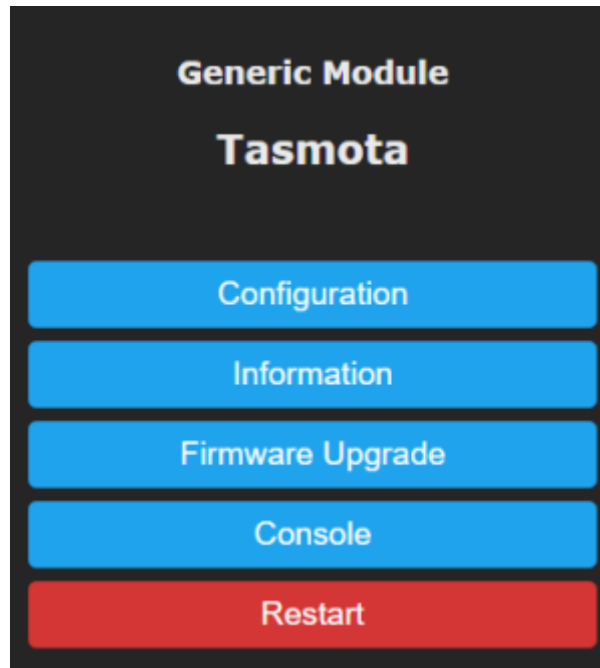 Generic Module
Tasmota
Configuration
Information
Firmware Upgrade
Console
Restart